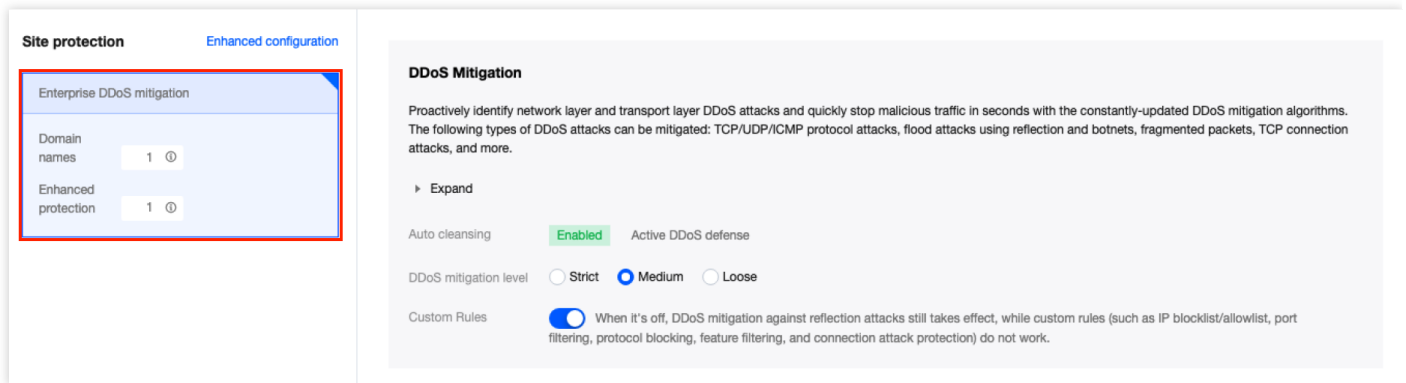 Site protection
Enhanced configuration
Enterprise DDoS mitigation
Domain
names
1
Enhanced
protection
1
DDoS Mitigation
Proactively identify network layer and transport layer DDoS attacks and quickly stop malicious traffic in seconds with the constantly-updated DDoS mitigation algorithms.
The following types of DDoS attacks can be mitigated: TCP/UDP/ICMP protocol attacks, flood attacks using reflection and botnets, fragmented packets, TCP connection
attacks, and more.
Expand
Auto cleansing Enabled Active DDoS defense
DDoS mitigation level Strict Medium Loose
Custom Rules When it's off, DDoS mitigation against reflection attacks still takes effect, while custom rules (such as IP blocklist/allowlist, port
filtering, protocol blocking, feature filtering, and connection attack protection) do not work.